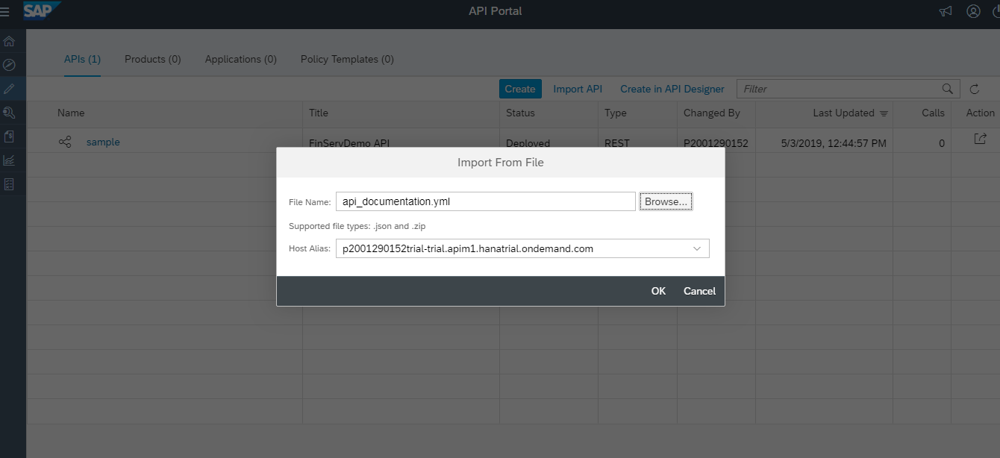 SAP
API Portal
APIs (1) Products (0) Applications (0) Policy Templates (0)
Create Import API Create in API Designer Filter
Name Title Status Type Changed By Last Updated Calls Action
sample FinServDemo API Deployed REST P2001290152 5/3/2019, 12:44:57 PM 0
Import From File
File Name: api_documentation.yml Browse...
Supported file types: .json and .zip
Host Alias: p2001290152trial-trial.apim1.hanatrial.ondemand.com
OK Cancel